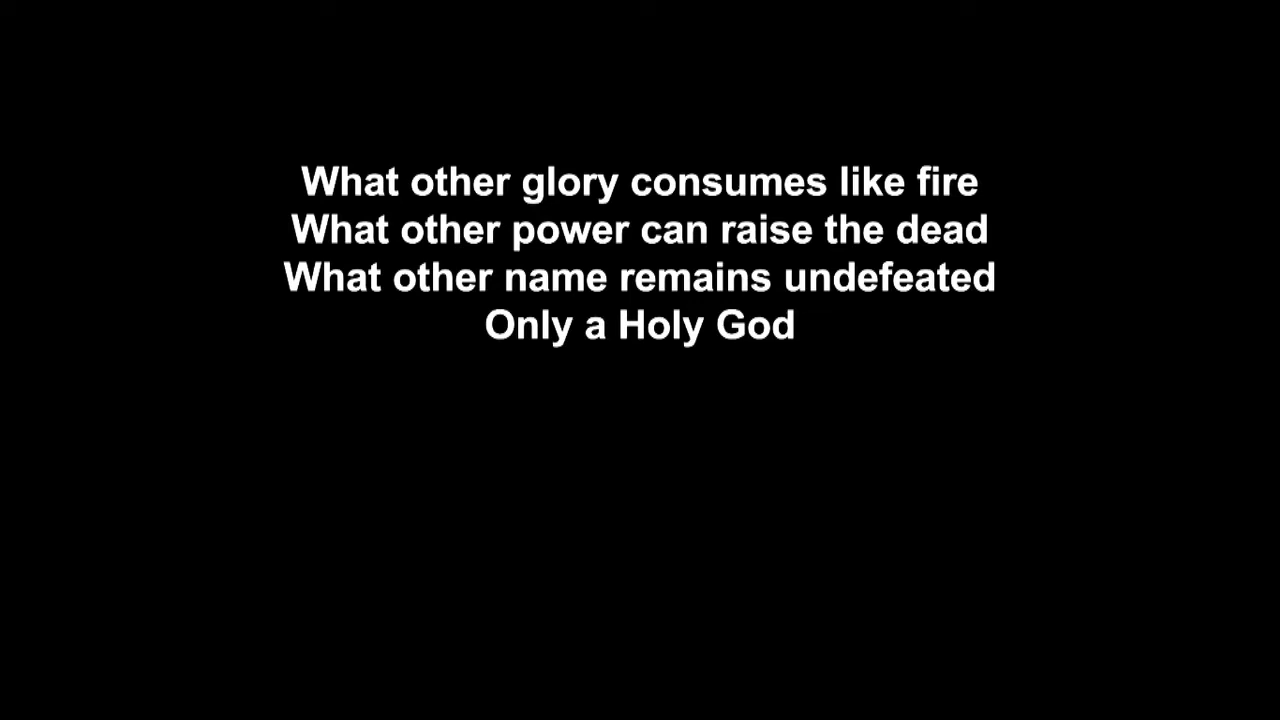 What other glory consumes like fire
What other power can raise the dead
What other name remains undefeated
Only a Holy God